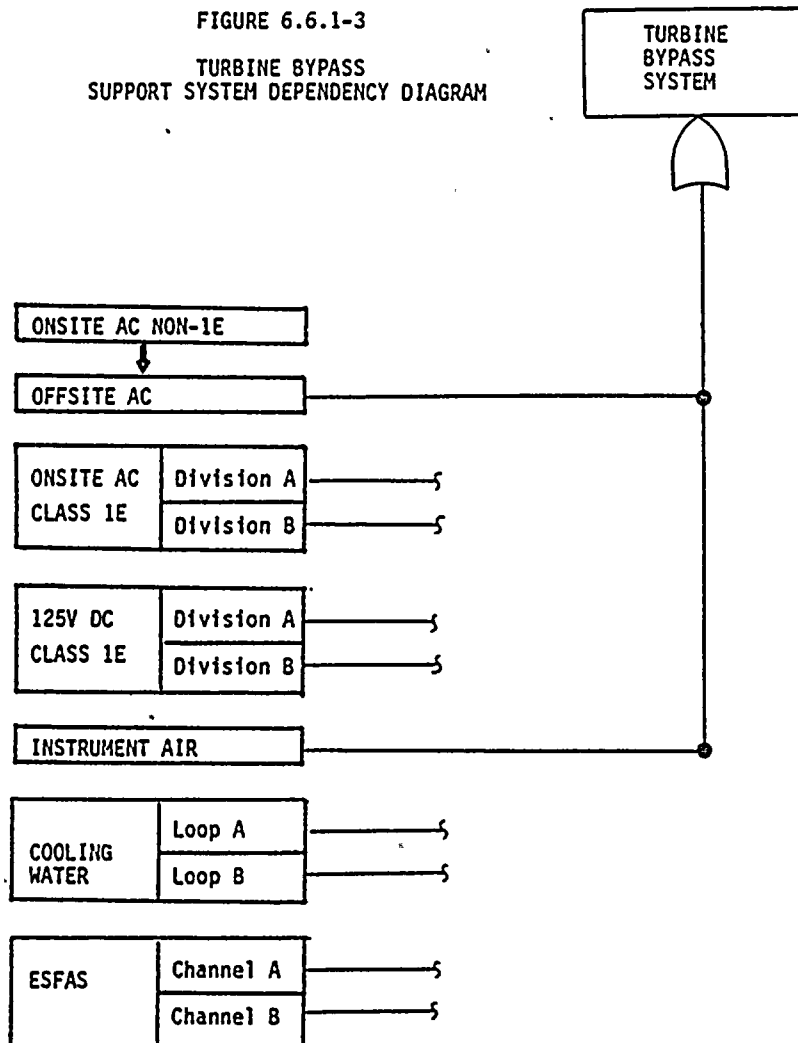 FIGURE 6.6.1-3
TURBINE BYPASS
SUPPORT SYSTEM DEPENDENCY DIAGRAM
TURBINE
BYPASS
SYSTEM
ONSITE AC NON-1E
OFFSITE AC
ONSITE AC
CLASS 1E
Division A
Division B
125V DC
CLASS 1E
Division A
Division B
INSTRUMENT AIR
COOLING
WATER
Loop A
Loop B
ESFAS
Channel A
Channel B